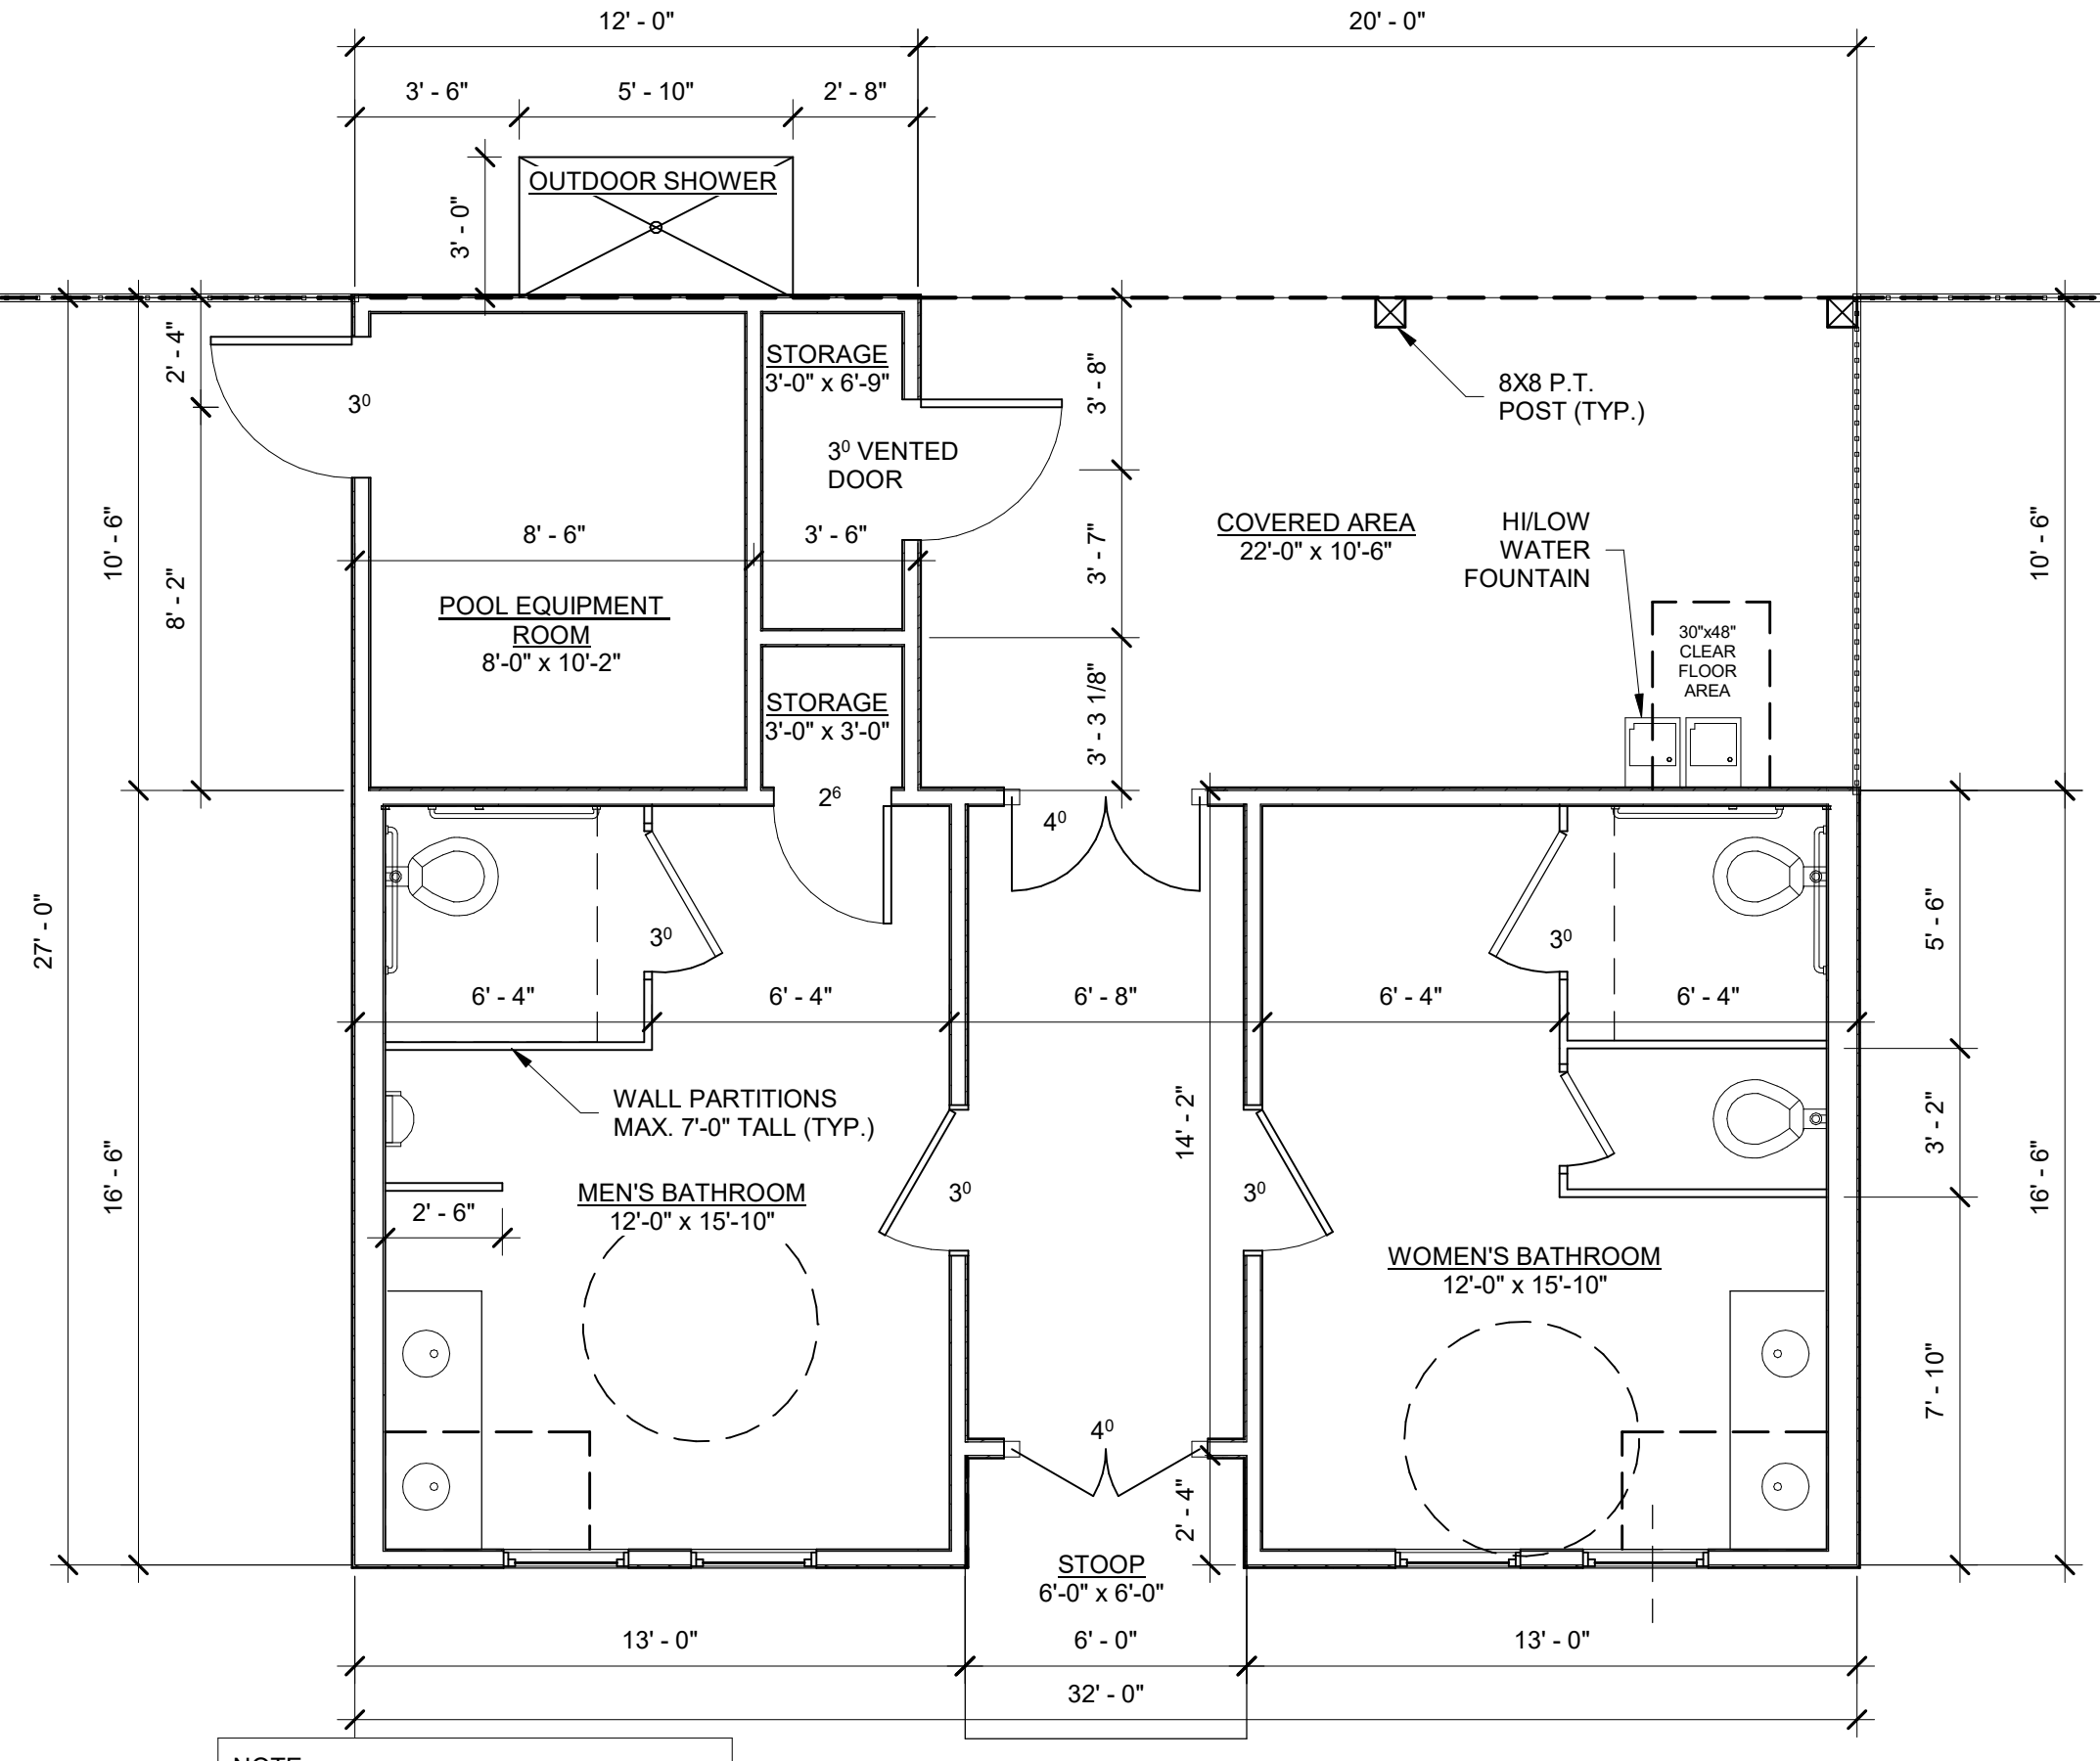 12' - 0"
20' - 0"
3' - 6"
5' - 10"
2' - 8"
OUTDOOR SHOWER
3' - 0"
2' - 4"
3⁰
STORAGE
3'-0" x 6'-9"
3' - 8"
8X8 P.T.
POST (TYP.)
3⁰ VENTED
DOOR
10' - 6"
8' - 2"
8' - 6"
3' - 6"
3' - 7"
COVERED AREA
22'-0" x 10'-6"
HI/LOW
WATER
FOUNTAIN
10' - 6"
POOL EQUIPMENT
ROOM
8'-0" x 10'-2"
30"x48"
CLEAR
FLOOR
AREA
STORAGE
3'-0" x 3'-0"
3' - 3 1/8"
2⁶
4⁰
27' - 0"
3⁰
3⁰
5' - 6"
6' - 4"
6' - 4"
6' - 8"
6' - 4"
6' - 4"
WALL PARTITIONS
MAX. 7'-0" TALL (TYP.)
14' - 2"
3' - 2"
16' - 6"
16' - 6"
MEN'S BATHROOM
12'-0" x 15'-10"
2' - 6"
3⁰
3⁰
WOMEN'S BATHROOM
12'-0" x 15'-10"
7' - 10"
4⁰
2' - 4"
STOOP
6'-0" x 6'-0"
13' - 0"
6' - 0"
13' - 0"
32' - 0"
NOTE